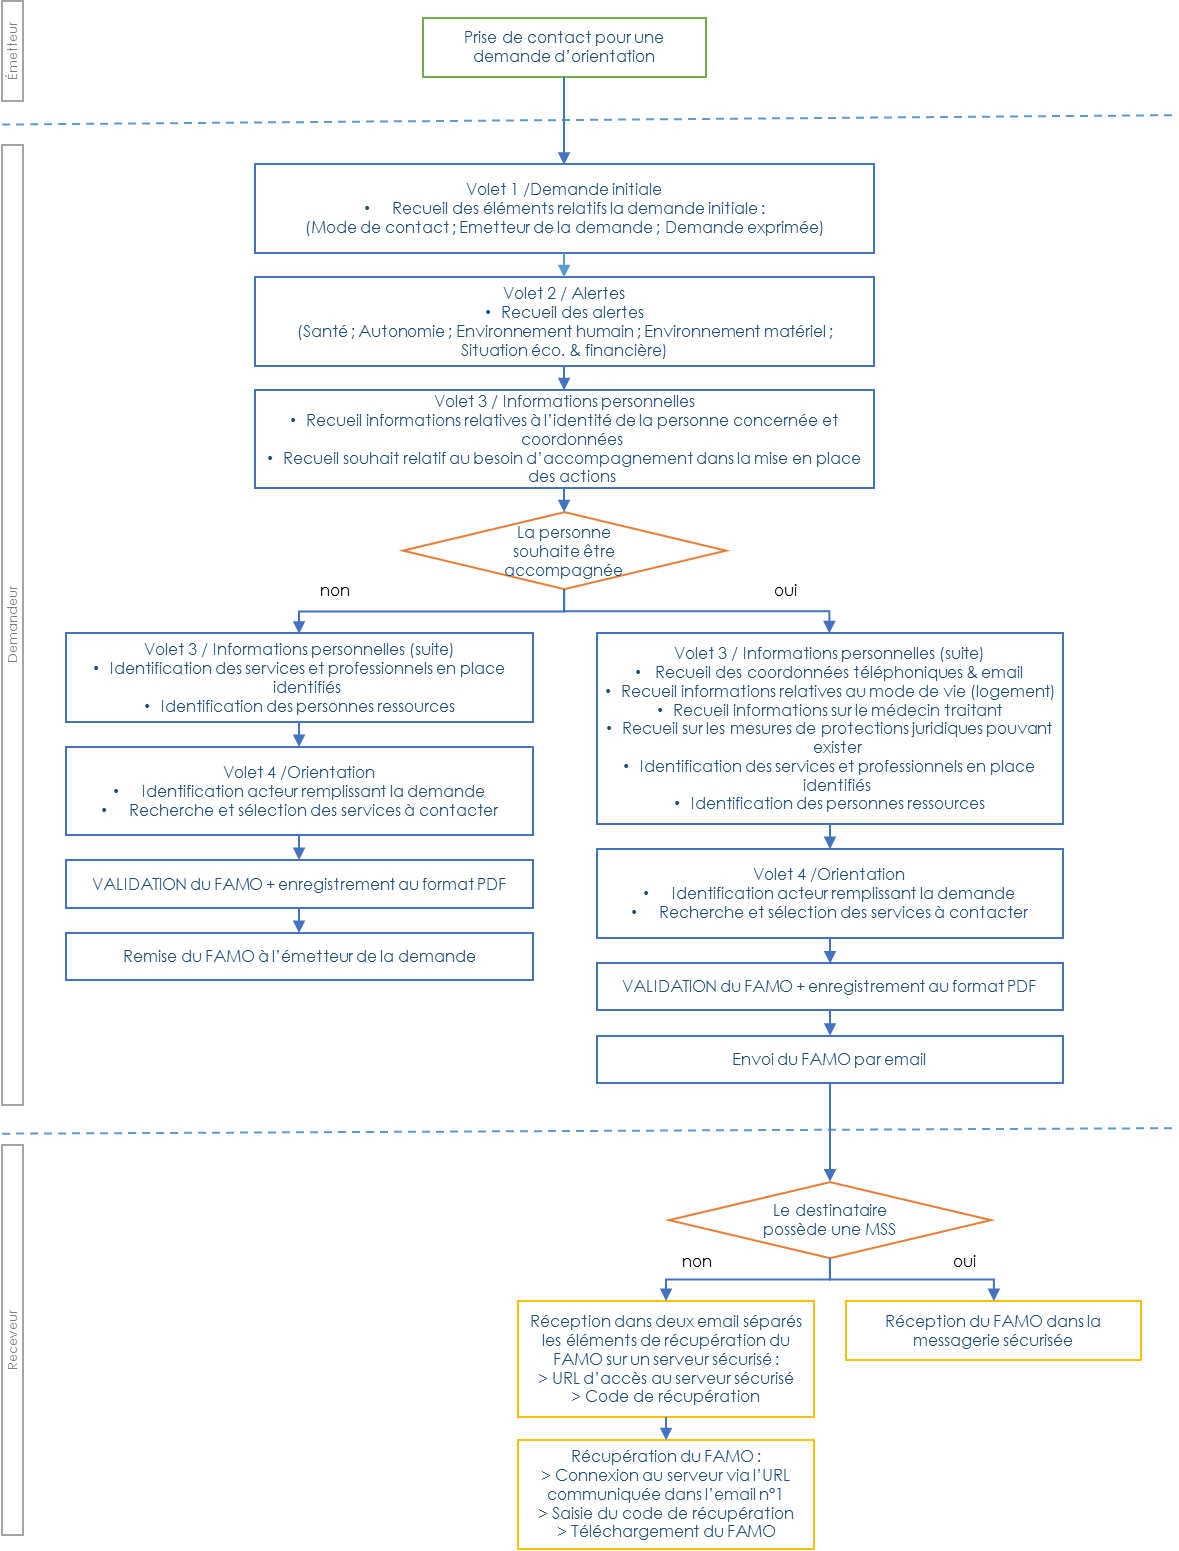 Émetteur
Prise de contact pour une
demande d'orientation
Demandeur
Volet 1 /Demande initiale
• Recueil des éléments relatifs la demande initiale :
(Mode de contact ; Emetteur de la demande ; Demande exprimée)
Volet 2 / Alertes
• Recueil des alertes
(Santé ; Autonomie ; Environnement humain ; Environnement matériel ;
Situation éco. & financière)
Volet 3 / Informations personnelles
• Recueil informations relatives à l'identité de la personne concernée et
coordonnées
• Recueil souhait relatif au besoin d'accompagnement dans la mise en place
des actions
La personne
souhaite être
accompagnée
non
oui
Volet 3 / Informations personnelles (suite)
• Identification des services et professionnels en place
identifiés
• Identification des personnes ressources
Volet 4 /Orientation
• Identification acteur remplissant la demande
• Recherche et sélection des services à contacter
VALIDATION du FAMO + enregistrement au format PDF
Remise du FAMO à l'émetteur de la demande
Volet 3 / Informations personnelles (suite)
• Recueil des coordonnées téléphoniques & email
• Recueil informations relatives au mode de vie (logement)
• Recueil informations sur le médecin traitant
• Recueil sur les mesures de protections juridiques pouvant
exister
• Identification des services et professionnels en place
identifiés
• Identification des personnes ressources
Volet 4 /Orientation
• Identification acteur remplissant la demande
• Recherche et sélection des services à contacter
VALIDATION du FAMO + enregistrement au format PDF
Envoi du FAMO par email
Receveur
Le destinataire
possède une MSS
non
oui
Réception dans deux email séparés
les éléments de récupération du
FAMO sur un serveur sécurisé :
> URL d'accès au serveur sécurisé
> Code de récupération
Réception du FAMO dans la
messagerie sécurisée
Récupération du FAMO :
> Connexion au serveur via l'URL
communiquée dans l'email n°1
> Saisie du code de récupération
> Téléchargement du FAMO